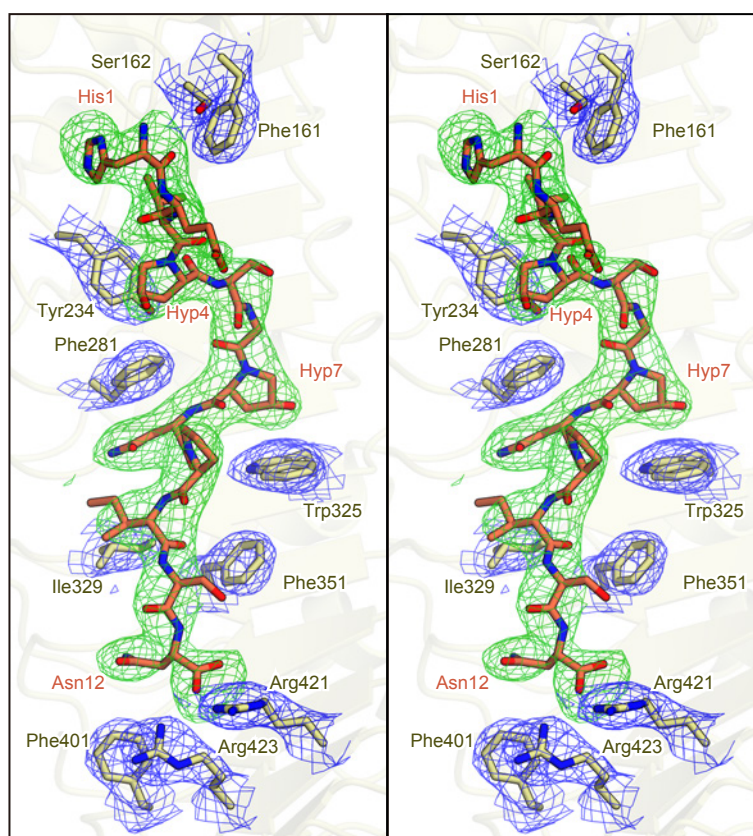 Ser162
His1
Phe161
Tyr234
Hyp4
Phe281
Hyp7
Trp325
Ile329
Phe351
Asn12
Arg421
Phe401
Arg423
Ser162
His1
Phe161
Tyr234
Hyp4
Phe281
Hyp7
Trp325
Ile329
Phe351
Asn12
Arg421
Phe401
Arg423